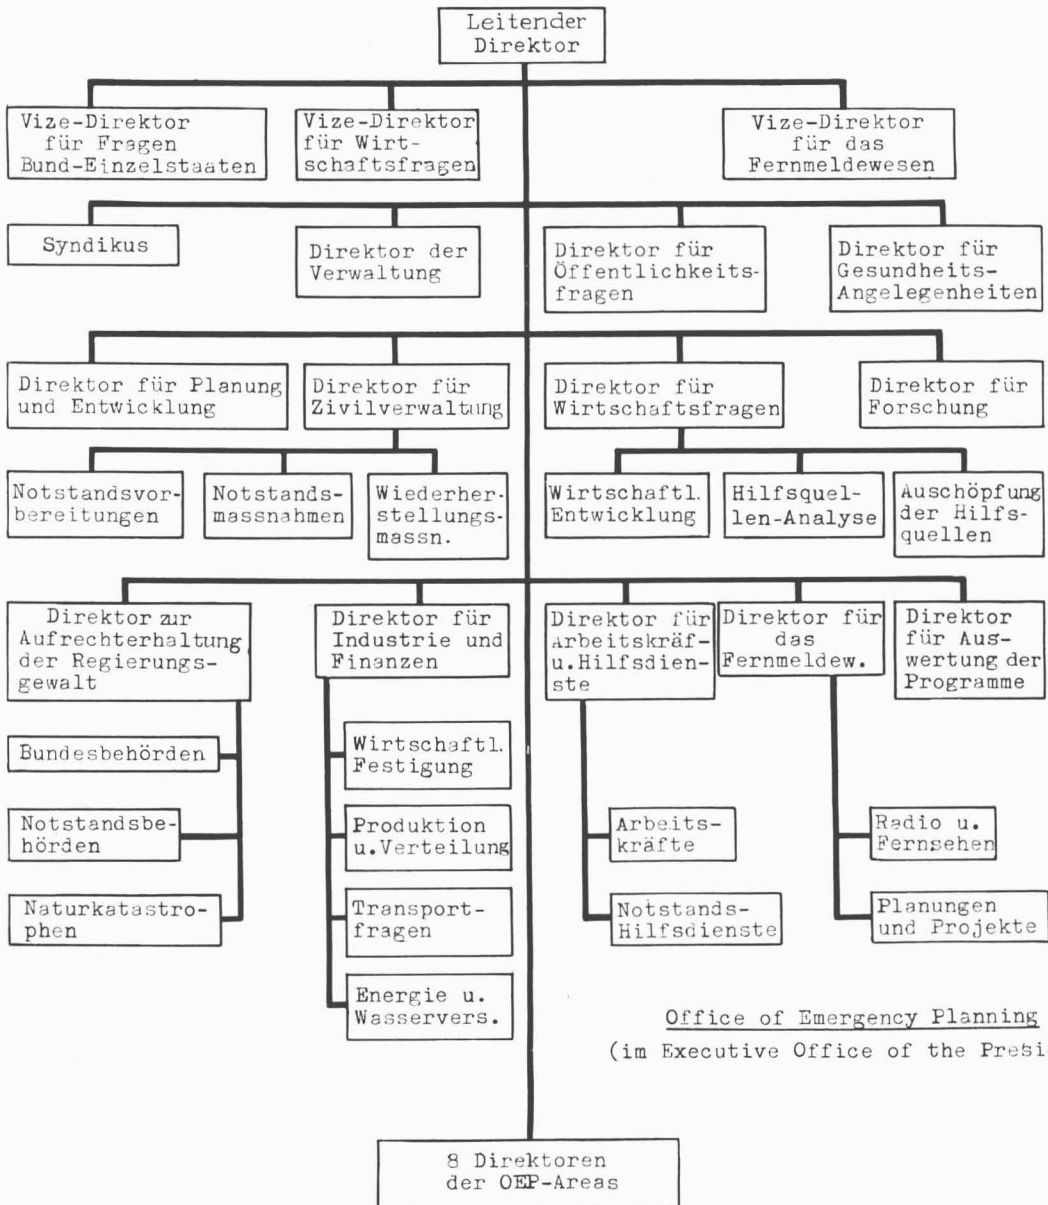 Leitender
Direktor
Vize-Direktor
für Fragen
Bund-Einzelstaaten
Vize-Direktor
für Wirt-
schaftsfragen
Vize-Direktor
für das
Fernmeldewesen
Syndikus
Direktor der
Verwaltung
Direktor für
Öffentlichkeits-
fragen
Direktor für
Gesundheits-
Angelegenheiten
Direktor für Planung
und Entwicklung
Direktor für
Zivilverwaltung
Direktor für
Wirtschaftsfragen
Direktor für
Forschung
Notstandsvor-
bereitungen
Notstands-
massnahmen
Wiederher-
stellungs-
massn.
Wirtschaftl.
Entwicklung
Hilfsquel-
len-Analyse
Auschöpfung
der Hilfs-
quellen
Direktor zur
Aufrechterhaltung
der Regierungs-
gewalt
Direktor für
Industrie und
Finanzen
Direktor für
Arbeitskräf-
u.Hilfsdien-
ste
Direktor für
das
Fernmeldew.
Direktor
für Aus-
wertung der
Programme
Bundesbehörden
Notstandsbe-
hörden
Naturkatastro-
phen
Wirtschaftl.
Festigung
Produktion
u.Verteilung
Transport-
fragen
Energie u.
Wasservers.
Arbeits-
kräfte
Notstands-
Hilfsdienste
Radio u.
Fernsehen
Planungen
und Projekte
Office of Emergency Planning
(im Executive Office of the Presi
8 Direktoren
der OEP-Areas